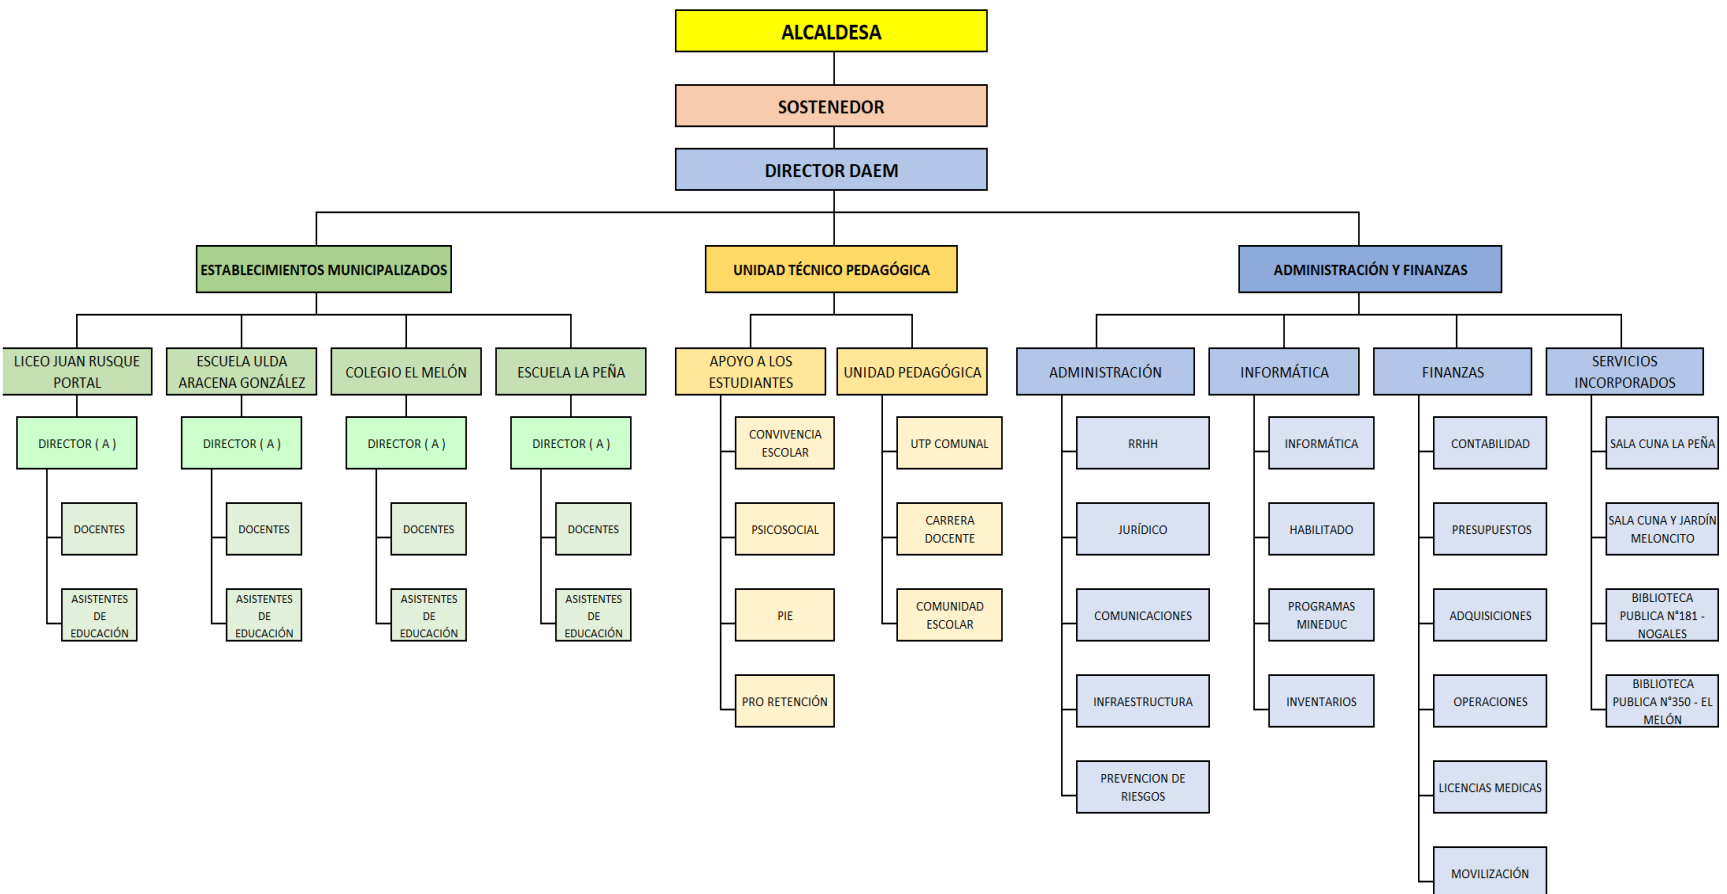 ALCALDESA
SOSTENEDOR
DIRECTOR DAEM
ESTABLECIMIENTOS MUNICIPALIZADOS
UNIDAD TÉCNICO PEDAGÓGICA
ADMINISTRACIÓN Y FINANZAS
LICEO JUAN RUSQUE
PORTAL
ESCUELA ULDA
ARACENA GONZÁLEZ
COLEGIO EL MELÓN
ESCUELA LA PEÑA
APOYO A LOS
ESTUDIANTES
UNIDAD PEDAGÓGICA
ADMINISTRACIÓN
INFORMÁTICA
FINANZAS
SERVICIOS
INCORPORADOS
DIRECTOR ( A )
DIRECTOR ( A )
DIRECTOR ( A )
DIRECTOR ( A )
CONVIVENCIA
ESCOLAR
UTP COMUNAL
RRHH
INFORMÁTICA
CONTABILIDAD
SALA CUNA LA PEÑA
DOCENTES
DOCENTES
DOCENTES
DOCENTES
PSICOSOCIAL
CARRERA
DOCENTE
JURÍDICO
HABILITADO
PRESUPUESTOS
SALA CUNA Y JARDÍN
MELONCITO
ASISTENTES
DE
EDUCACIÓN
ASISTENTES
DE
EDUCACIÓN
ASISTENTES
DE
EDUCACIÓN
ASISTENTES
DE
EDUCACIÓN
PIE
COMUNIDAD
ESCOLAR
COMUNICACIONES
PROGRAMAS
MINEDUC
ADQUISICIONES
BIBLIOTECA
PUBLICA N°181 -
NOGALES
PRO RETENCIÓN
INFRAESTRUCTURA
INVENTARIOS
OPERACIONES
BIBLIOTECA
PUBLICA N°350 - EL
MELÓN
PREVENCION DE
RIESGOS
LICENCIAS MEDICAS
MOVILIZACIÓN